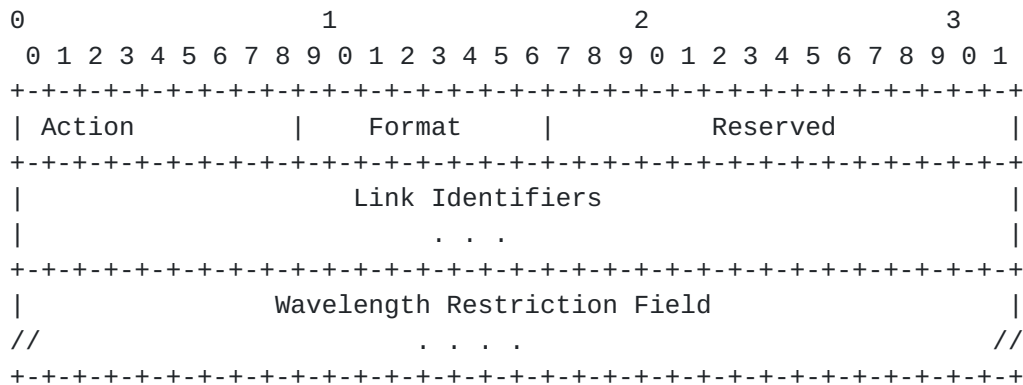 0                   1                   2                   3
 0 1 2 3 4 5 6 7 8 9 0 1 2 3 4 5 6 7 8 9 0 1 2 3 4 5 6 7 8 9 0 1
+-+-+-+-+-+-+-+-+-+-+-+-+-+-+-+-+-+-+-+-+-+-+-+-+-+-+-+-+-+-+-+-+
| Action          |    Format     |          Reserved           |
+-+-+-+-+-+-+-+-+-+-+-+-+-+-+-+-+-+-+-+-+-+-+-+-+-+-+-+-+-+-+-+-+
|                     Link Identifiers                          |
|                          . . .                                |
+-+-+-+-+-+-+-+-+-+-+-+-+-+-+-+-+-+-+-+-+-+-+-+-+-+-+-+-+-+-+-+-+
|                Wavelength Restriction Field                   |
//                        . . . .                              //
+-+-+-+-+-+-+-+-+-+-+-+-+-+-+-+-+-+-+-+-+-+-+-+-+-+-+-+-+-+-+-+-+